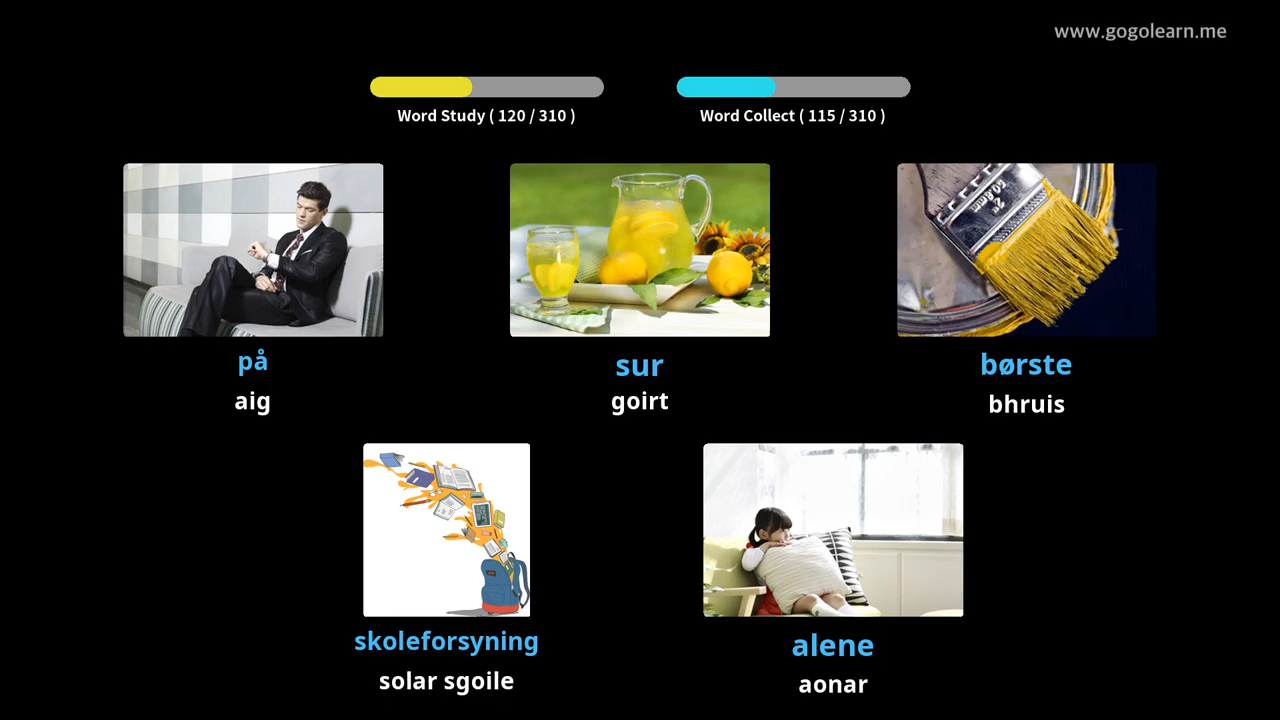 www.gogolearn.me
Word Study ( 120 / 310 )
Word Collect ( 115 / 310 )
på
aig
sur
goirt
børste
bhruis
skoleforsyning
solar sgoile
alene
aonar